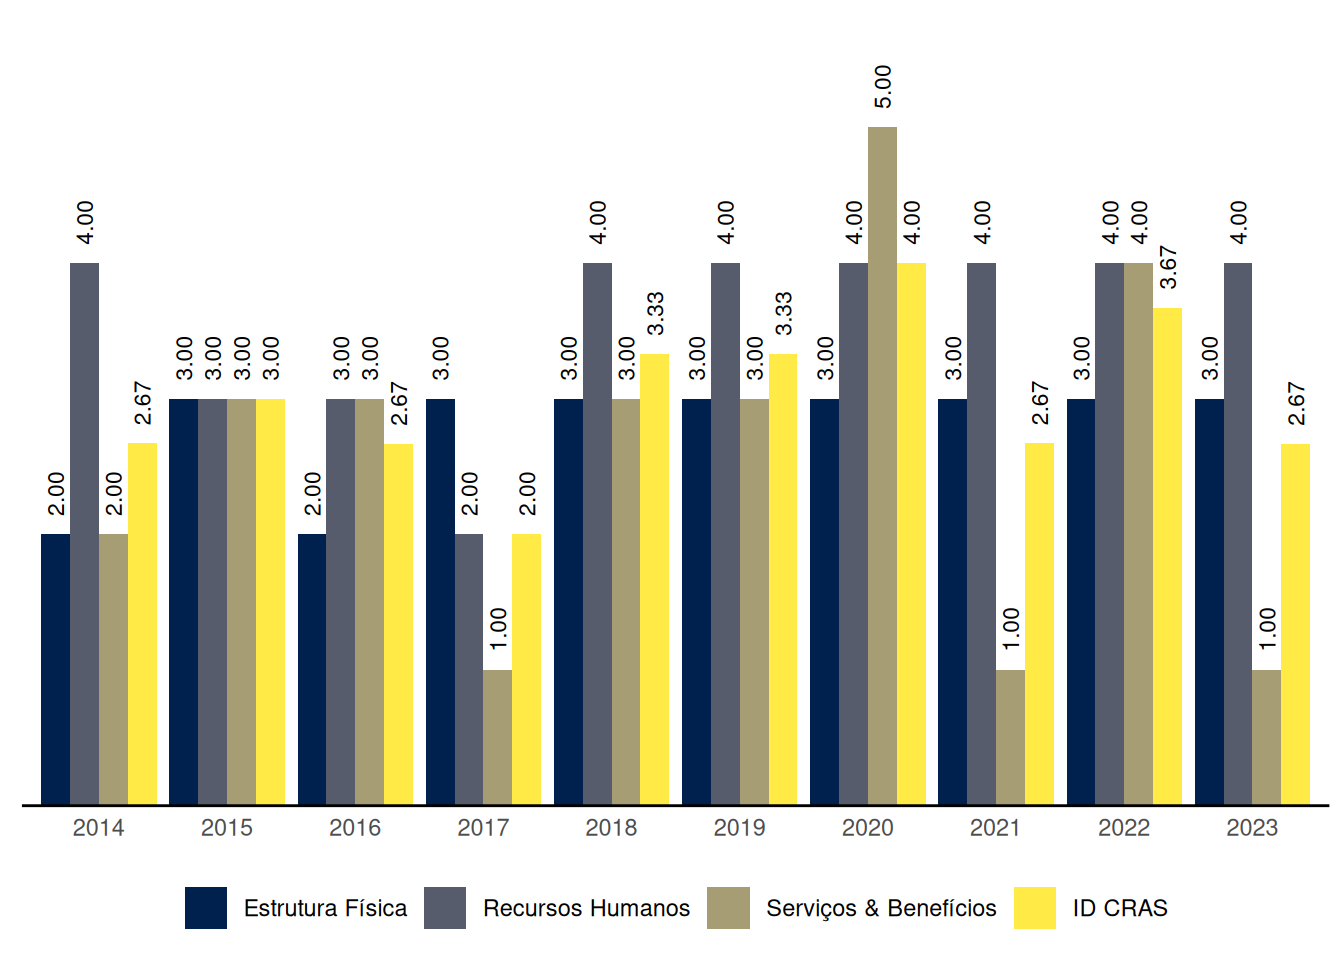 5.00
4.00 4.00 4.00 4.00 4.00 4.00 4.00 4.00 4.00
3.67
3.33 3.33
3.00 3.00 3.00 3.00 3.00 3.00 3.00 3.00 3.00 3.00 3.00 3.00 3.00 3.00 3.00 3.00
2.67 2.67 2.67 2.67
2.00 2.00 2.00 2.00 2.00
1.00 1.00 1.00
2014 2015 2016 2017 2018 2019 2020 2021 2022 2023
Estrutura Física Recursos Humanos Serviços & Benefícios ID CRAS